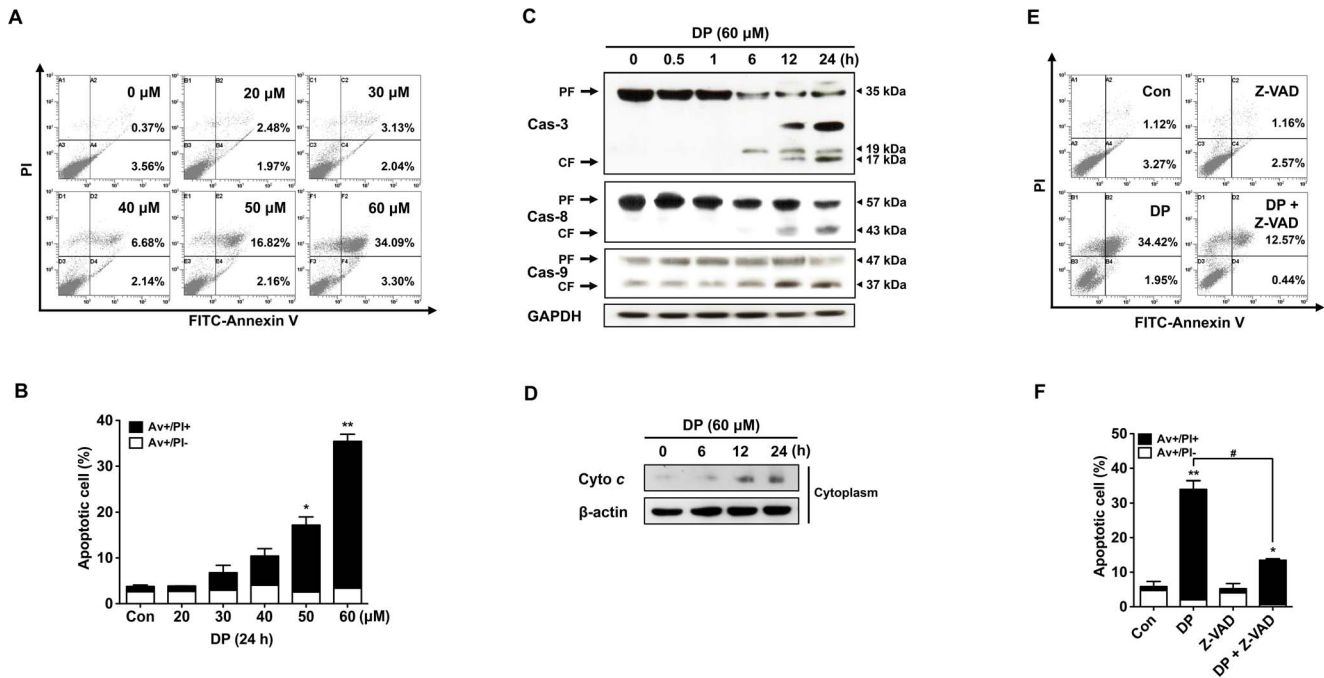 A
PI
0 μM
0.37%
3.56%
20 μM
2.48%
1.97%
30 μM
3.13%
2.04%
40 μM
6.68%
2.14%
50 μM
16.82%
2.16%
60 μM
34.09%
3.30%
FITC-Annexin V
B
Av+/PI+
Av+/PI-
Apoptotic cell (%)
40
30
20
10
0
Con 20 30 40 50 60 (μM)
* **
DP (24 h)
C
DP (60 μM)
0 0.5 1 6 12 24 (h)
PF 35 kDa
Cas-3
19 kDa
CF 17 kDa
PF 57 kDa
Cas-8
CF 43 kDa
PF 47 kDa
Cas-9
CF 37 kDa
GAPDH
D
DP (60 μM)
0 6 12 24 (h)
Cyto c
β-actin
Cytoplasm
E
PI
Con
1.12%
3.27%
Z-VAD
1.16%
2.57%
DP
34.42%
1.95%
DP +
Z-VAD
12.57%
0.44%
FITC-Annexin V
F
Av+/PI+
Av+/PI-
Apoptotic cell (%)
50
40
30
20
10
0
#
**
*
Con
DP
Z-VAD
DP + Z-VAD